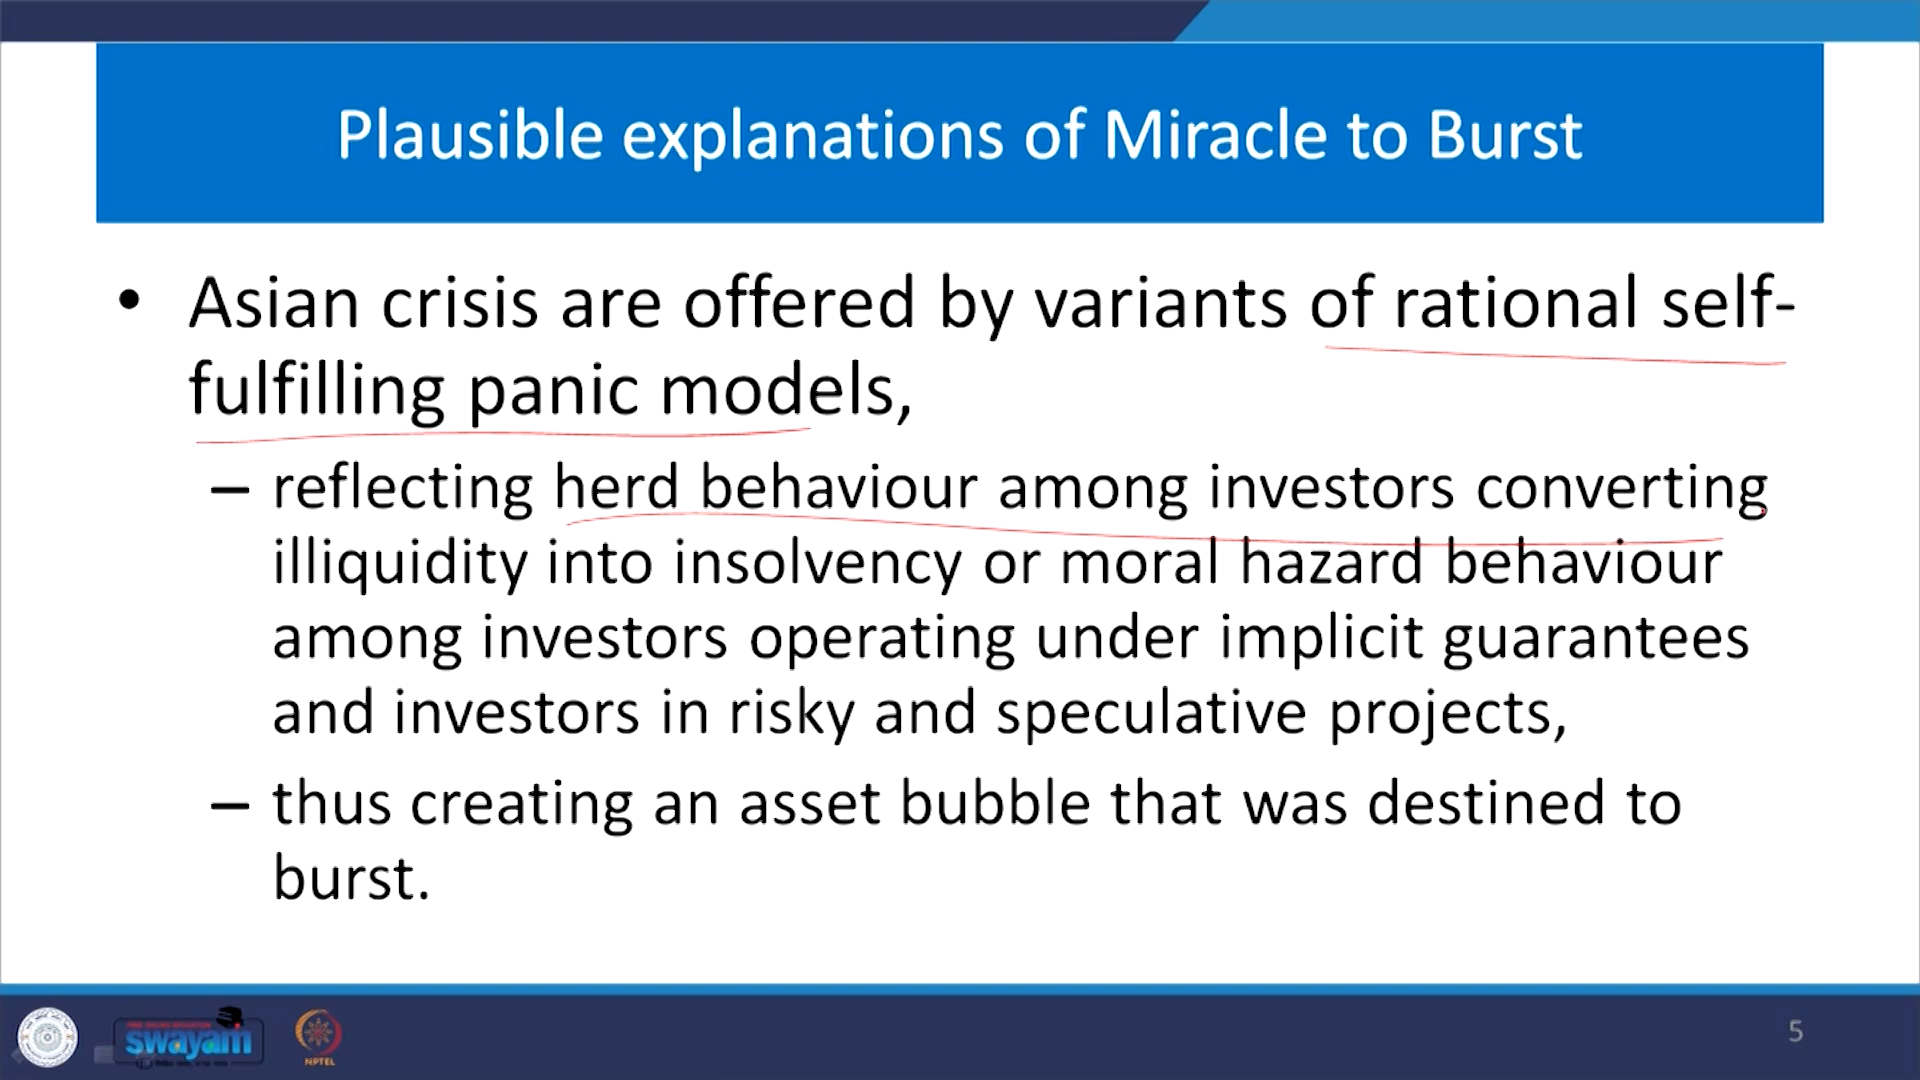 Plausible explanations of Miracle to Burst
• Asian crisis are offered by variants of rational self-
fulfilling panic models,
– reflecting herd behaviour among investors converting
illiquidity into insolvency or moral hazard behaviour
among investors operating under implicit guarantees
and investors in risky and speculative projects,
– thus creating an asset bubble that was destined to
burst.
swayam
NPTEL
5